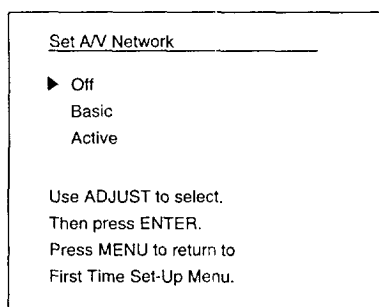 Set A/V Network
▶ Off
Basic
Active
Use ADJUST to select.
Then press ENTER.
Press MENU to return to
First Time Set-Up Menu.